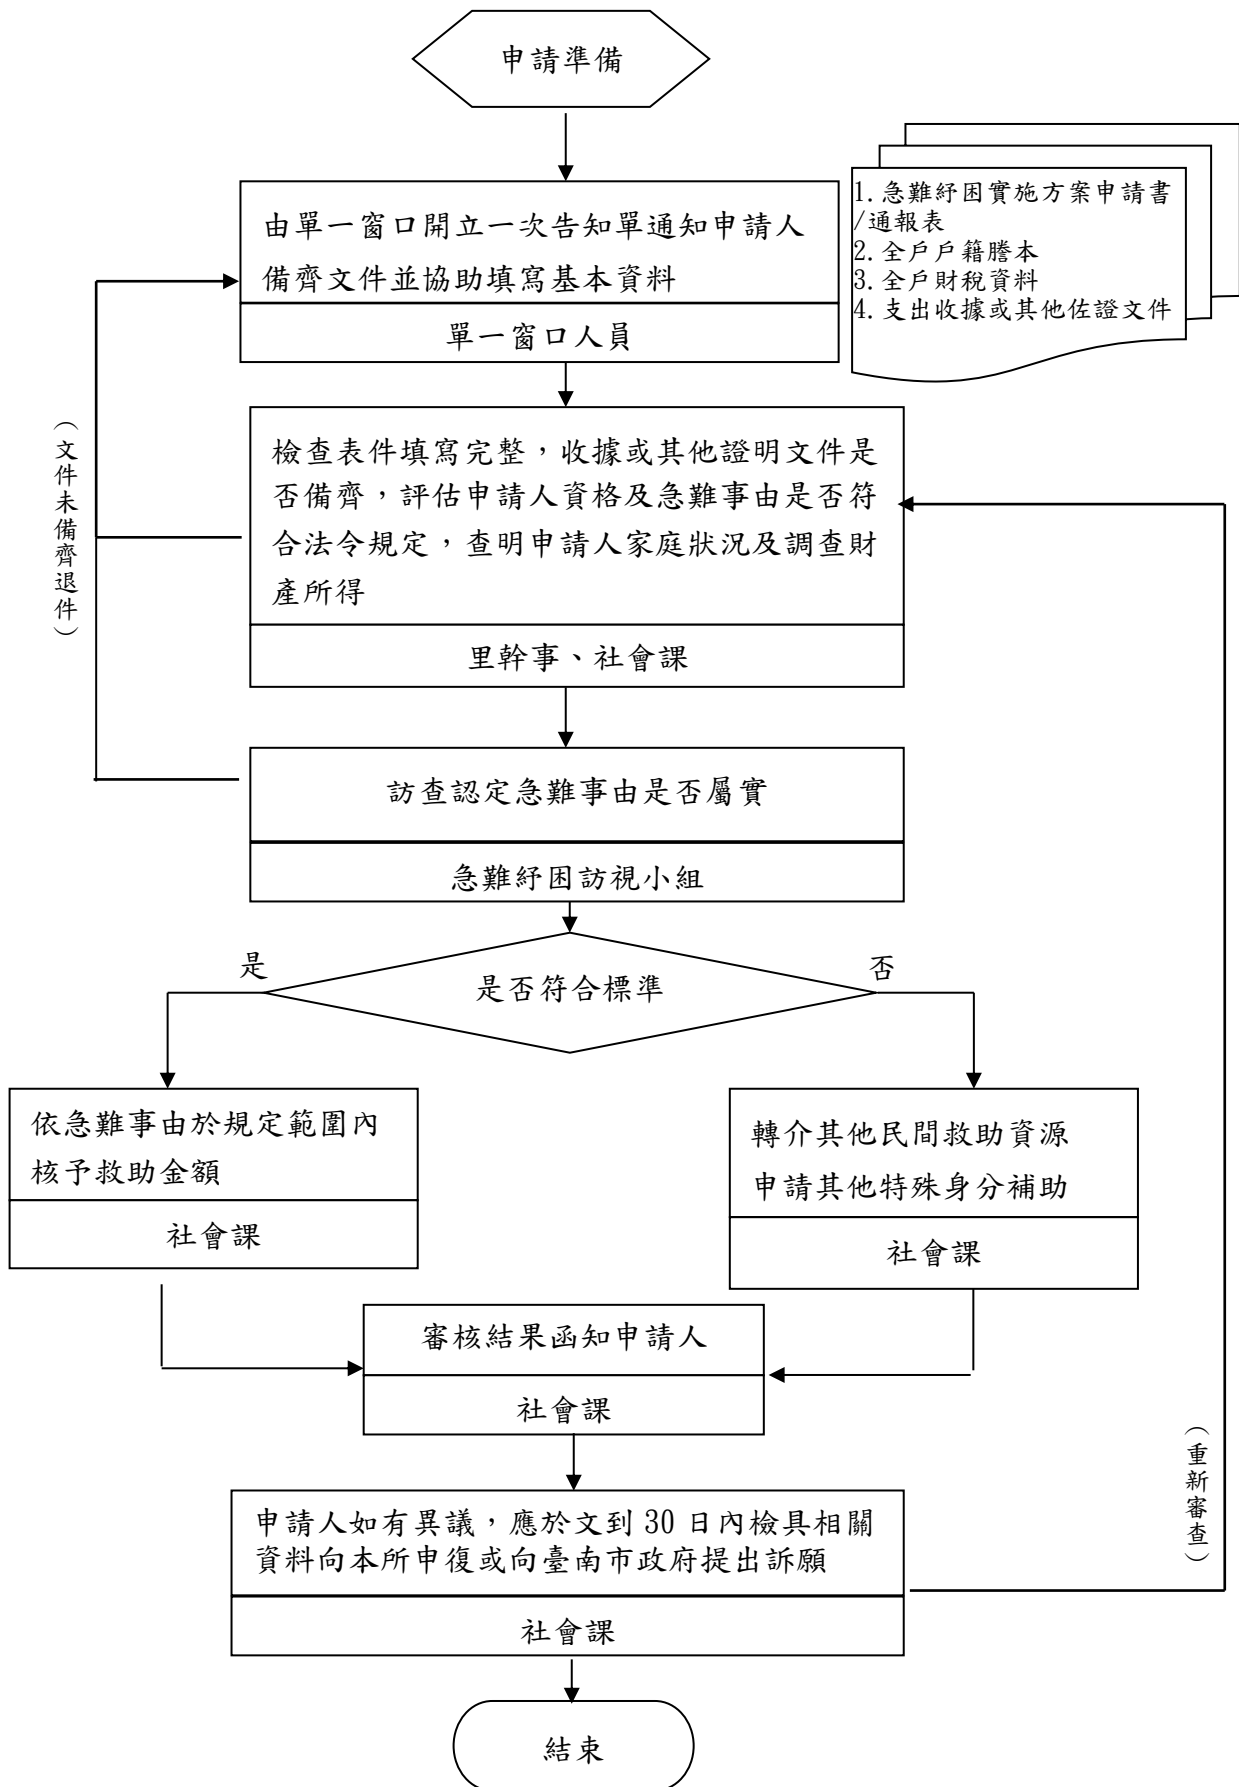 申請準備
由單一窗口開立一次告知單通知申請人
備齊文件並協助填寫基本資料
單一窗口人員
1.急難紓困實施方案申請書
/通報表
2.全戶戶籍謄本
3.全戶財稅資料
4.支出收據或其他佐證文件
（文件未備齊退件）
檢查表件填寫完整，收據或其他證明文件是
否備齊，評估申請人資格及急難事由是否符
合法令規定，查明申請人家庭狀況及調查財
產所得
里幹事、社會課
訪查認定急難事由是否屬實
急難紓困訪視小組
是
是否符合標準
否
依急難事由於規定範圍內
核予救助金額
社會課
轉介其他民間救助資源
申請其他特殊身分補助
社會課
審核結果函知申請人
社會課
（重新審查）
申請人如有異議，應於文到 30 日內檢具相關
資料向本所申復或向臺南市政府提出訴願
社會課
結束